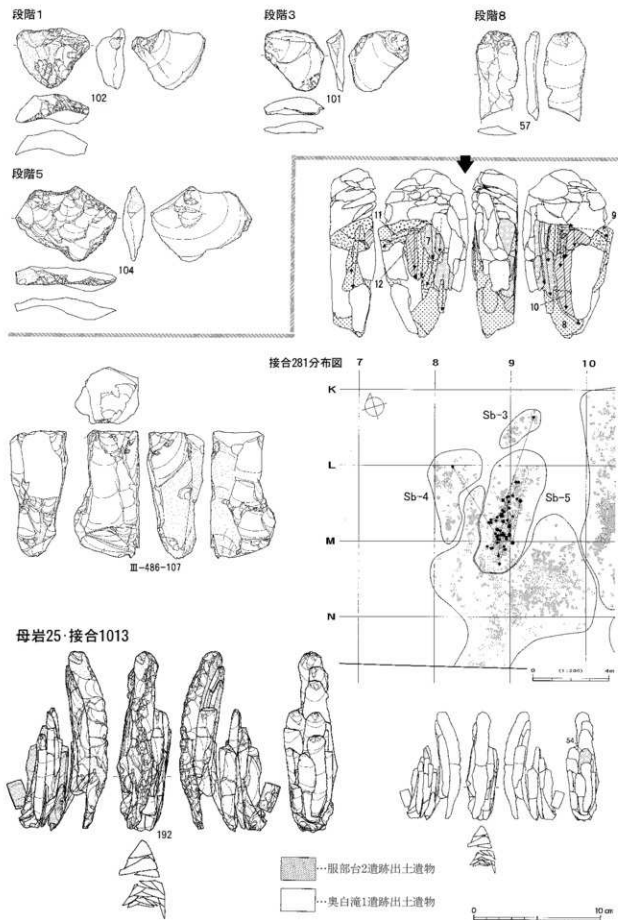 段階1
段階3
段階8
102
101
57
段階5
104
11
7
9
12
10
8
接合281分布図
7
8
9
10
K
Sb-3
L
Sb-4
Sb-5
M
III-486-107
N
母岩25・接合1013
54
192
服部台2遺跡出土遺物
奥白滝1遺跡出土遺物
0
10cm